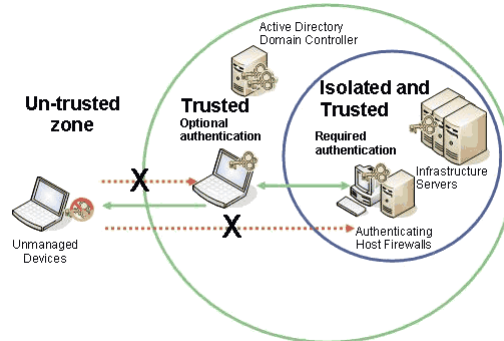 Active Directory
Domain Controller
Un-trusted
zone
Trusted
Optional
authentication
Isolated and
Trusted
Required
authentication
Infrastructure
Servers
X
X
Unmanaged
Devices
Authenticating
Host Firewalls